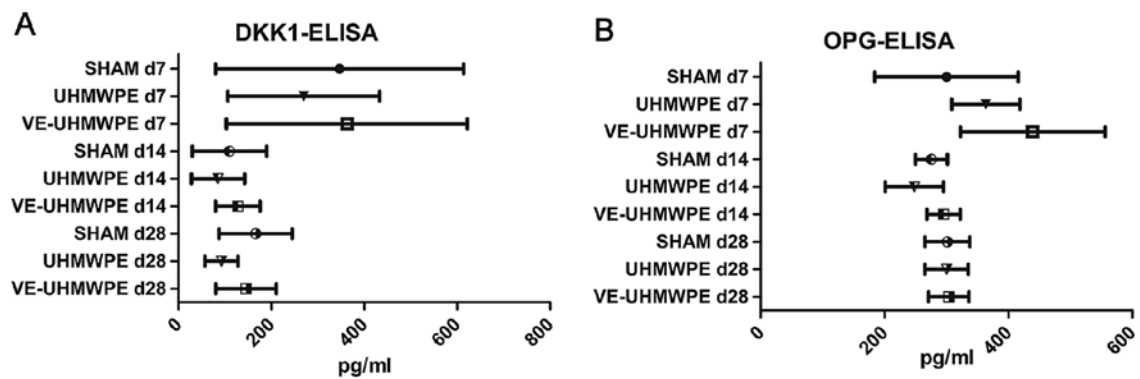 A
DKK1-ELISA
SHAM d7
UHMWPE d7
VE-UHMWPE d7
SHAM d14
UHMWPE d14
VE-UHMWPE d14
SHAM d28
UHMWPE d28
VE-UHMWPE d28
0 200 400 600 800
pg/ml
B
OPG-ELISA
SHAM d7
UHMWPE d7
VE-UHMWPE d7
SHAM d14
UHMWPE d14
VE-UHMWPE d14
SHAM d28
UHMWPE d28
VE-UHMWPE d28
0 200 400 600
pg/ml